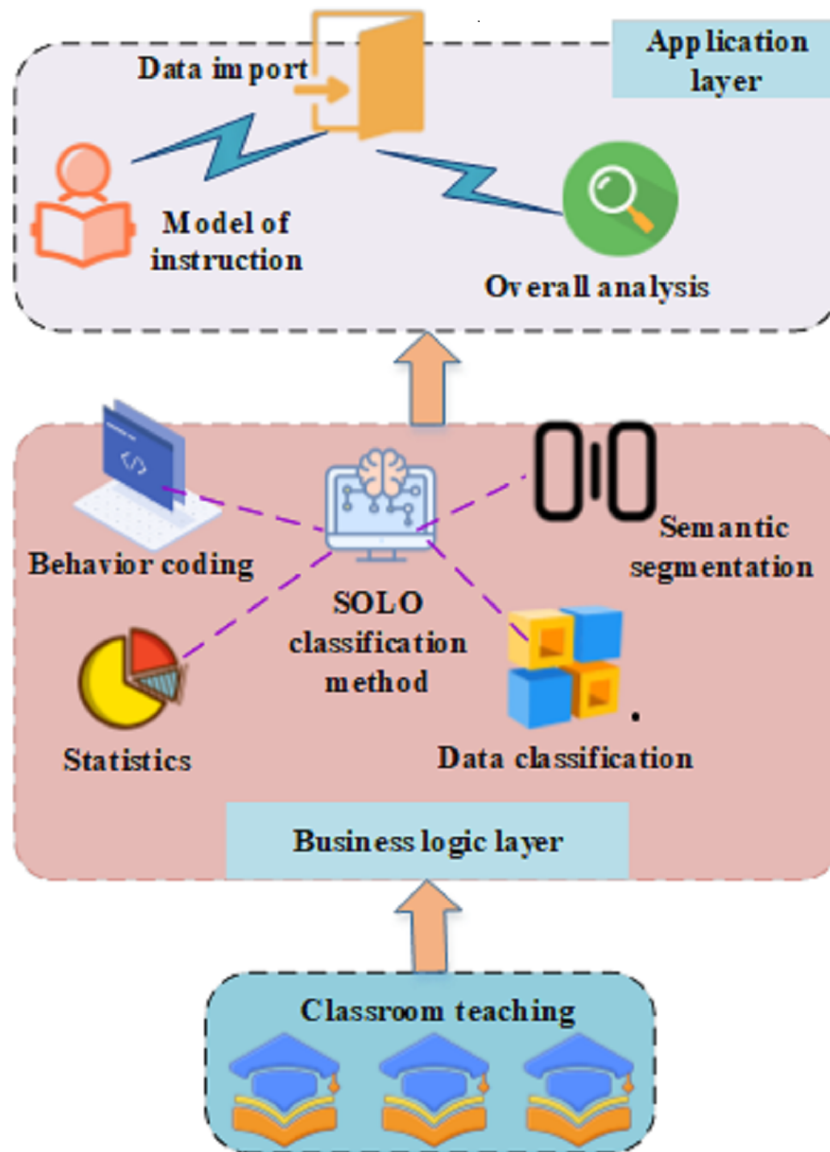 Application
layer
Data import
Model of
instruction
Overall analysis
</>
Behavior coding
Semantic
segmentation
SOLO
classification
method
Statistics
Data classification
Business logic layer
Classroom teaching